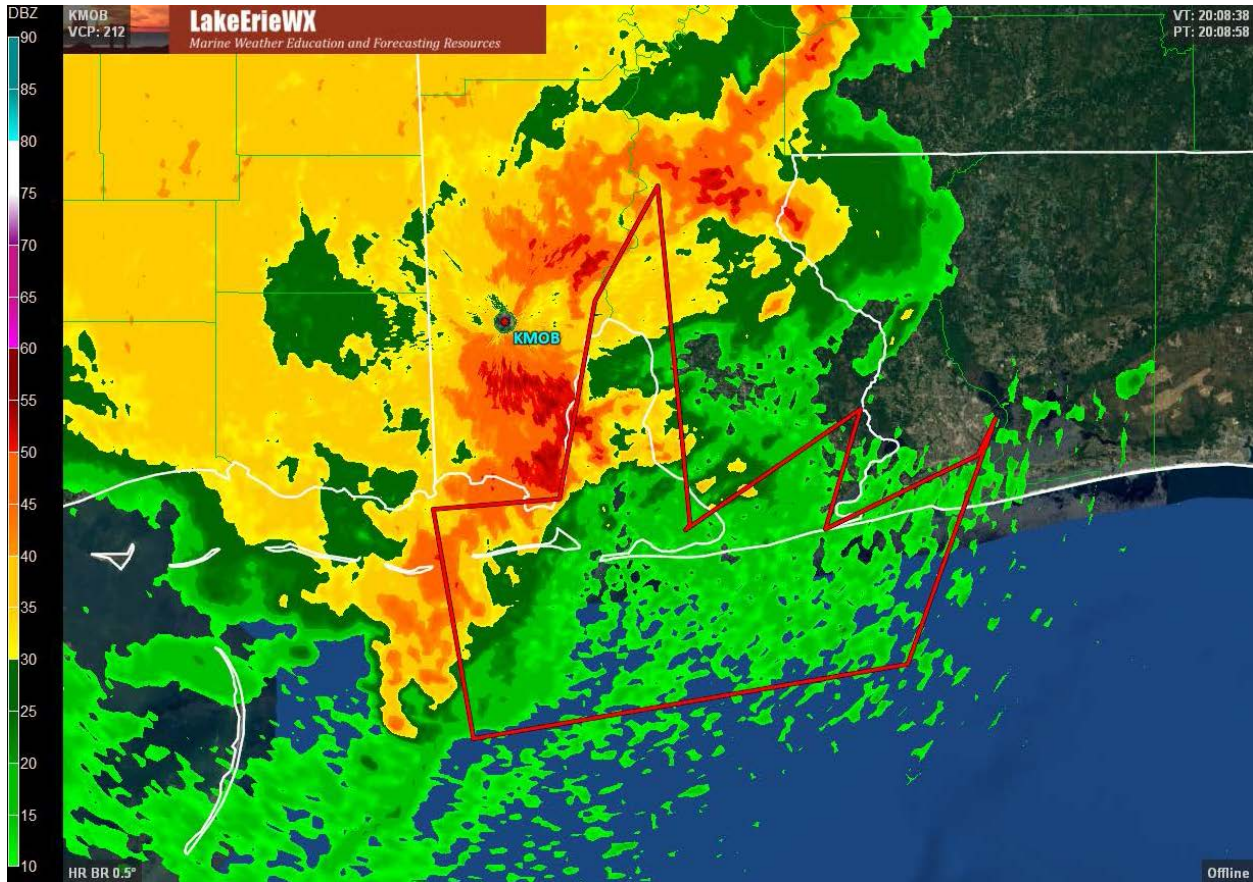 DBZ
KMOB
VCP: 212
LakeErieWX
Marine Weather Education and Forecasting Resources
VT: 20:08:38
PT: 20:08:58
90
85
80
75
70
65
60
55
50
45
40
35
30
25
20
15
10
KMOB
HR BR 0.5°
Offline